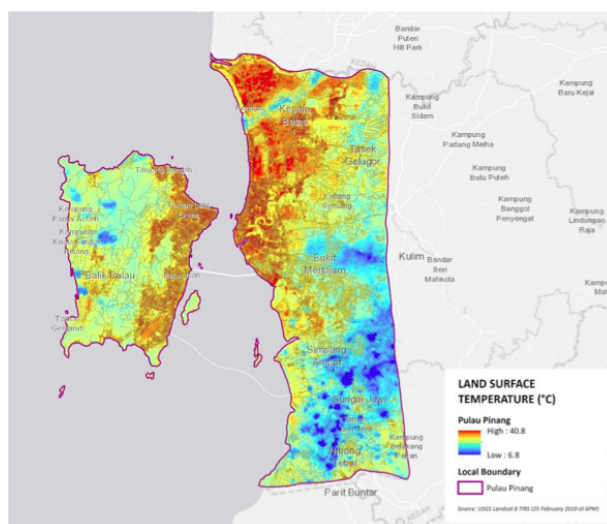 Bandar
Puteri
Hill Park
KEDAH
Kampung
Baru Kejal
Kampung
Bukit
Sidam
Kepala
Batas
Kampung
Padang Meiha
Tasek
Gelugor
Kampung
Batu Puteh
Kampung
Banggol
Penyengat
Kampung
Lindungan
Raja
Balik Pulau
Bukit
Mertajam
Kulim
Bandar
Seri
Mahkota
Simpang
Ampat
Sungai Jawi
Nibong
Tebal
Kampung
Parit Buntar
LAND SURFACE
TEMPERATURE (°C)
Pulau Pinang
High : 40.8
Low : 6.8
Local Boundary
Pulau Pinang
Source: USGS Landsat 8 TIRS (25 February 2019 at 6PM)